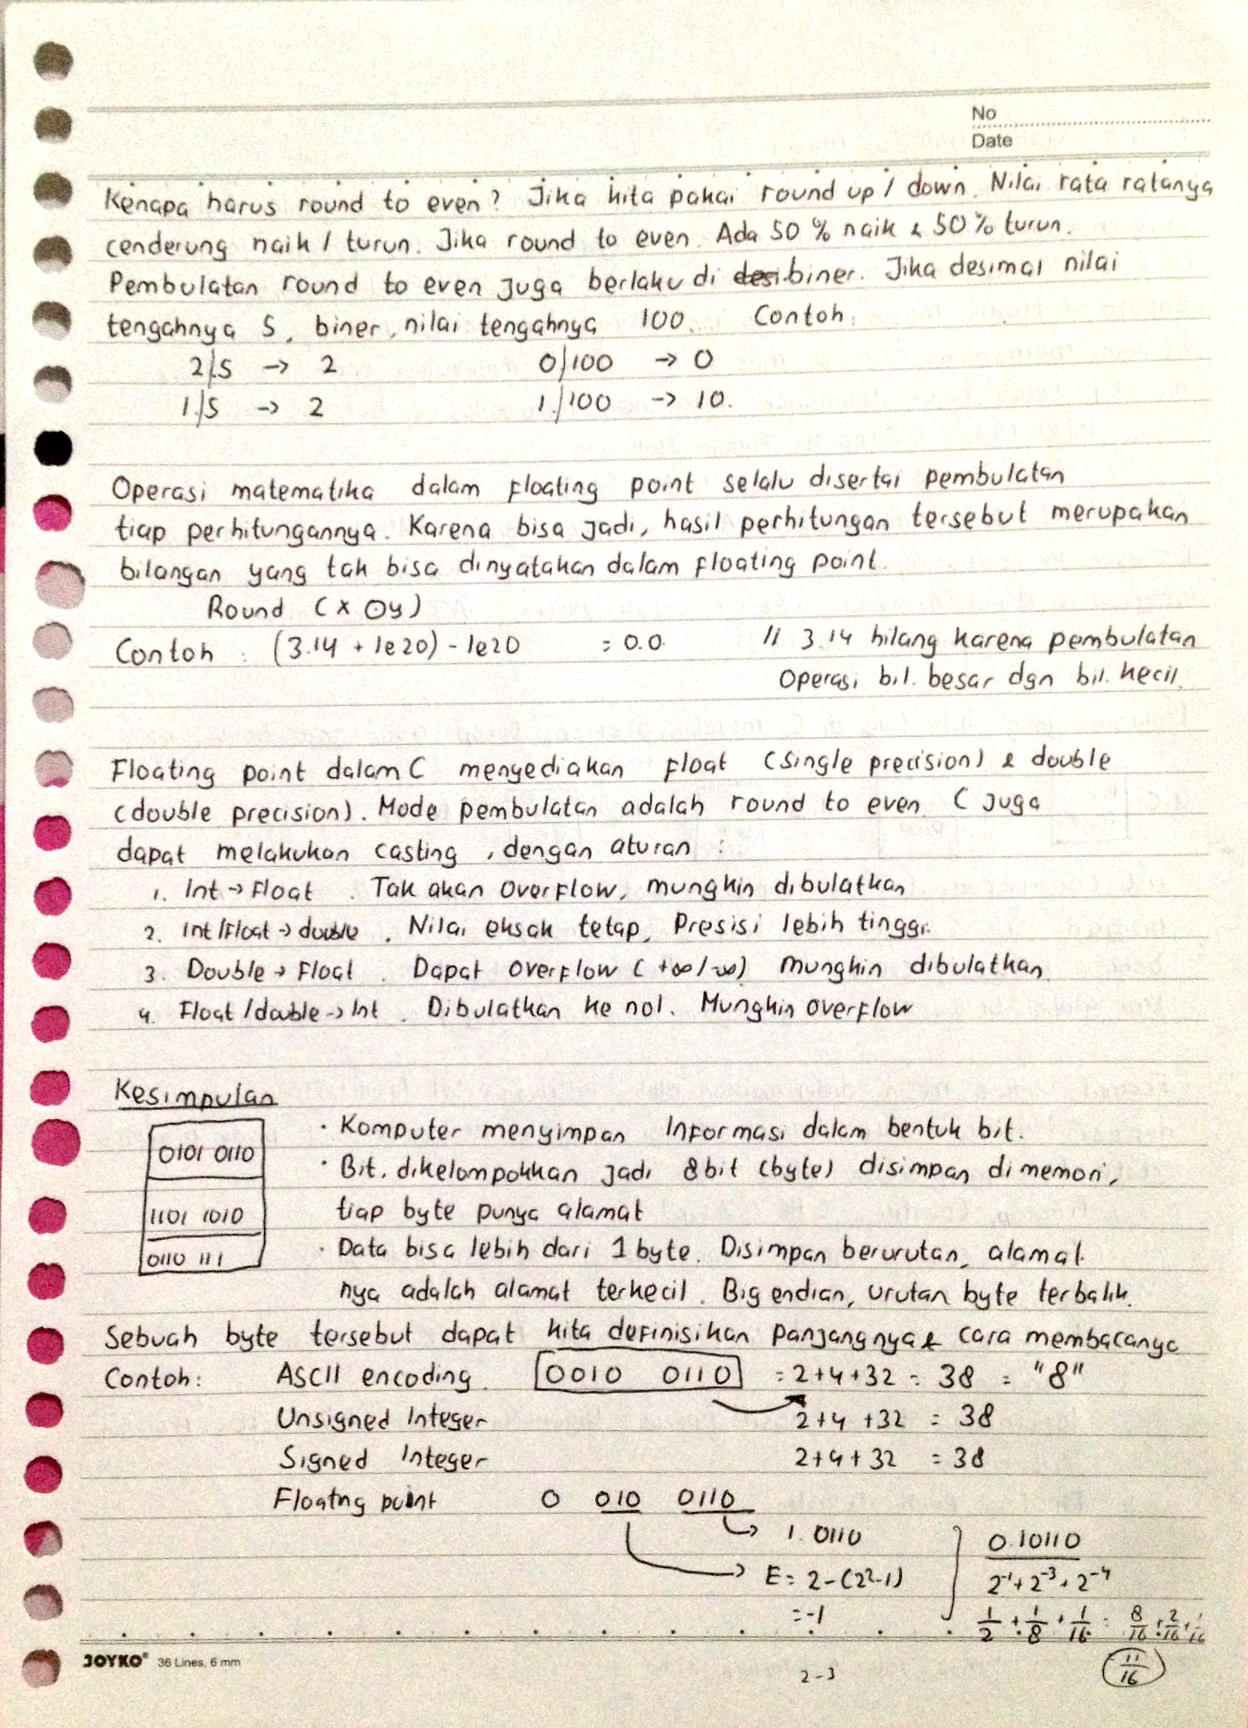 No
Date
Kenapa harus round to even? Jika kita pakai round up / down. Nilai rata ratanya
cenderung naik / turun. Jika round to even. Ada 50 % naik & 50 % turun.
Pembulatan round to even juga berlaku di desi biner. Jika desimal nilai
tengahnya 5, biner, nilai tengahnya 100. Contoh:
2|.5 → 2 0|100 → 0
1.|5 → 2 1.|100 → 10.
Operasi matematika dalam floating point selalu disertai pembulatan
tiap perhitungannya. Karena bisa jadi, hasil perhitungan tersebut merupakan
bilangan yang tak bisa dinyatakan dalam floating point.
Round (x ⊙ y)
Contoh : (3.14 + 1e20) - 1e20 = 0.0. // 3.14 hilang karena pembulatan
Operasi bil. besar dgn bil. kecil.
Floating point dalam C menyediakan float (single precision) & double
(double precision). Mode pembulatan adalah round to even. C juga
dapat melakukan casting, dengan aturan :
1. Int → Float. Tak akan overflow, mungkin dibulatkan
2. Int/float → double. Nilai eksak tetap, Presisi lebih tinggi.
3. Double → Float. Dapat overflow (+∞/-∞) Mungkin dibulatkan
4. Float/double → Int. Dibulatkan ke nol. Mungkin overflow
Kesimpulan
0101 0110
1101 1010
0110 111
• Komputer menyimpan Informasi dalam bentuk bit.
• Bit, dikelompokkan jadi 8 bit (byte) disimpan di memori,
tiap byte punya alamat
• Data bisa lebih dari 1 byte. Disimpan berurutan, alamat
nya adalah alamat terkecil. Big endian, urutan byte terbalik.
Sebuah byte tersebut dapat kita definisikan panjangnya & cara membacanya
Contoh: ASCII encoding. 0010 0110 = 2+4+32 = 38 = "8"
Unsigned Integer 2+4+32 = 38
Signed Integer 2+4+32 = 38
Floatng point 0 010 0110
1.0110 0.10110
E = 2-(2²-1) 2⁻¹+2⁻³+2⁻⁴
= -1 1/2 + 1/8 + 1/16 = 8/16 + 2/16 + 1/16
11/16
JOYKO® 36 Lines, 6 mm
2-3